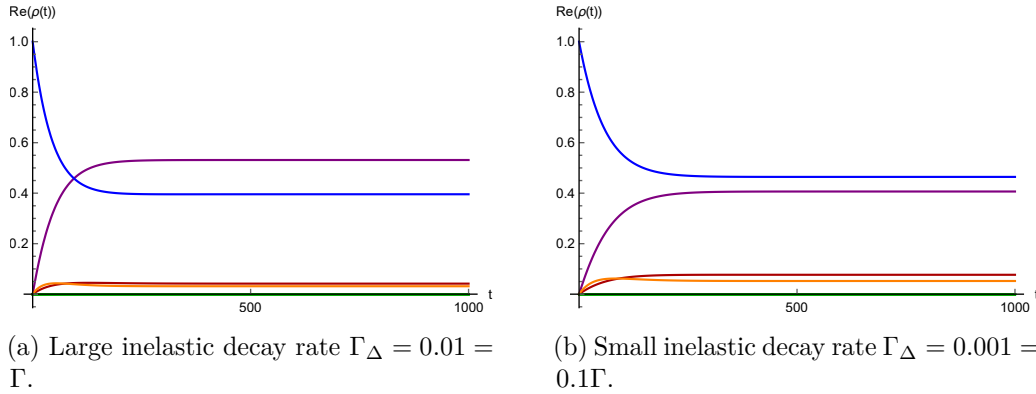 Re(ρ(t))
1.0
0.8
0.6
0.4
0.2
500
1000
t
(a) Large inelastic decay rate Γ_Δ = 0.01 =
Γ.
Re(ρ(t))
1.0
0.8
0.6
0.4
0.2
500
1000
t
(b) Small inelastic decay rate Γ_Δ = 0.001 =
0.1Γ.